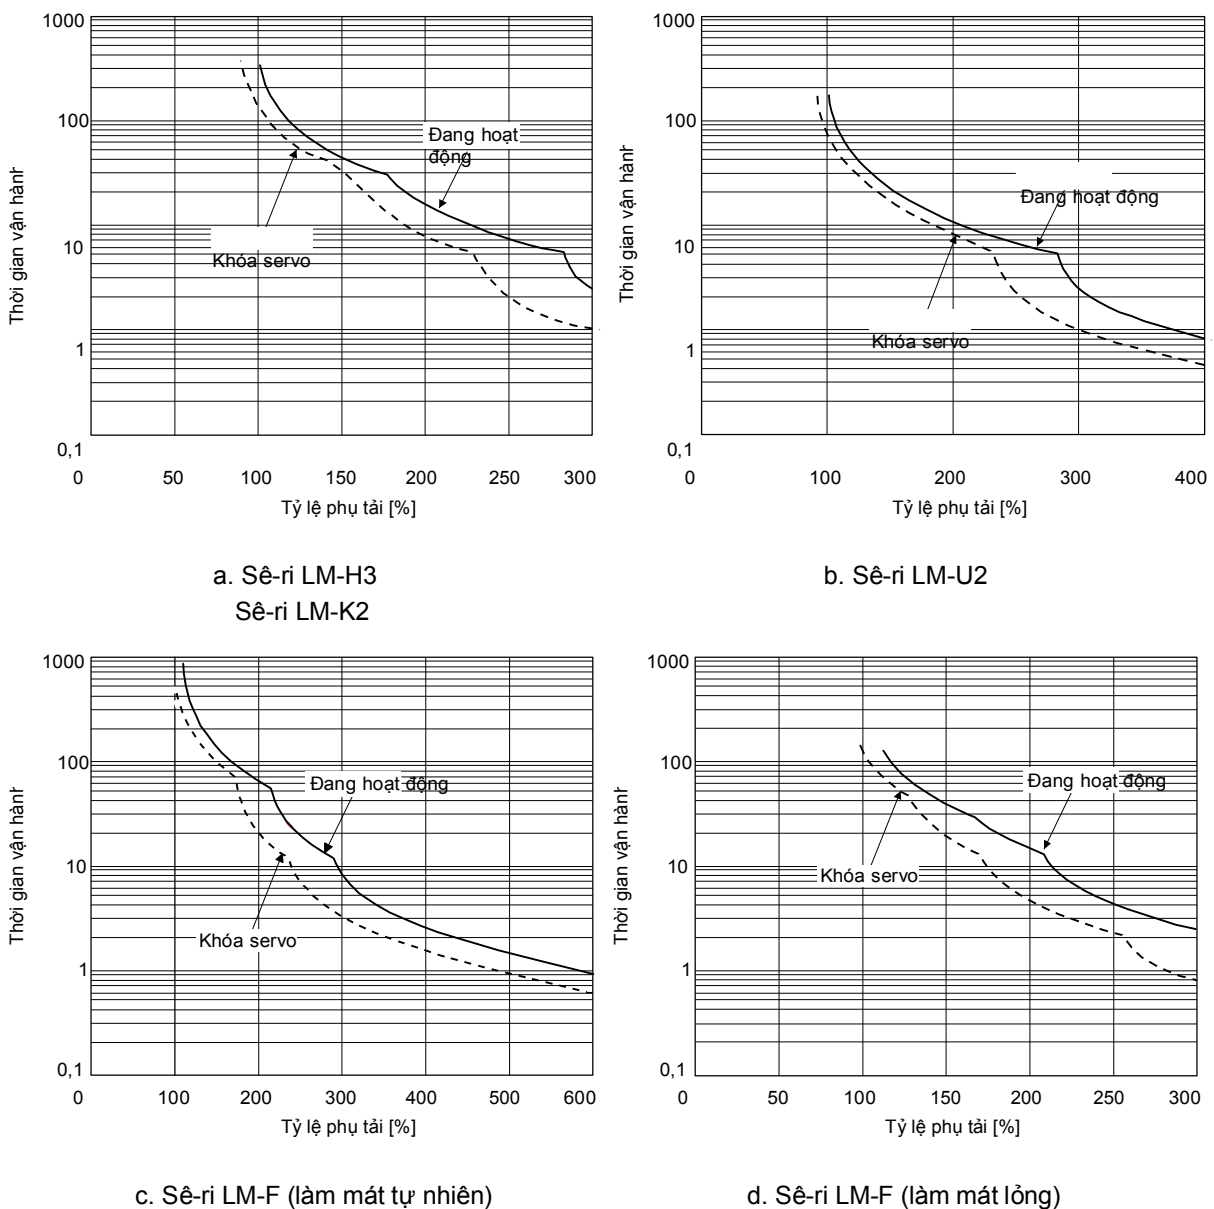 1000
100
10
1
0,1
0
50
100
150
200
250
300
Thời gian vận hành
Tỷ lệ phụ tải [%]
Đang hoạt
động
Khóa servo
a. Sê-ri LM-H3
Sê-ri LM-K2
1000
100
10
1
0,1
0
100
200
300
400
Thời gian vận hành
Tỷ lệ phụ tải [%]
Đang hoạt động
Khóa servo
b. Sê-ri LM-U2
1000
100
10
1
0,1
0
100
200
300
400
500
600
Thời gian vận hành
Tỷ lệ phụ tải [%]
Đang hoạt động
Khóa servo
c. Sê-ri LM-F (làm mát tự nhiên)
1000
100
10
1
0,1
0
50
100
150
200
250
300
Thời gian vận hành
Tỷ lệ phụ tải [%]
Đang hoạt động
Khóa servo
d. Sê-ri LM-F (làm mát lỏng)